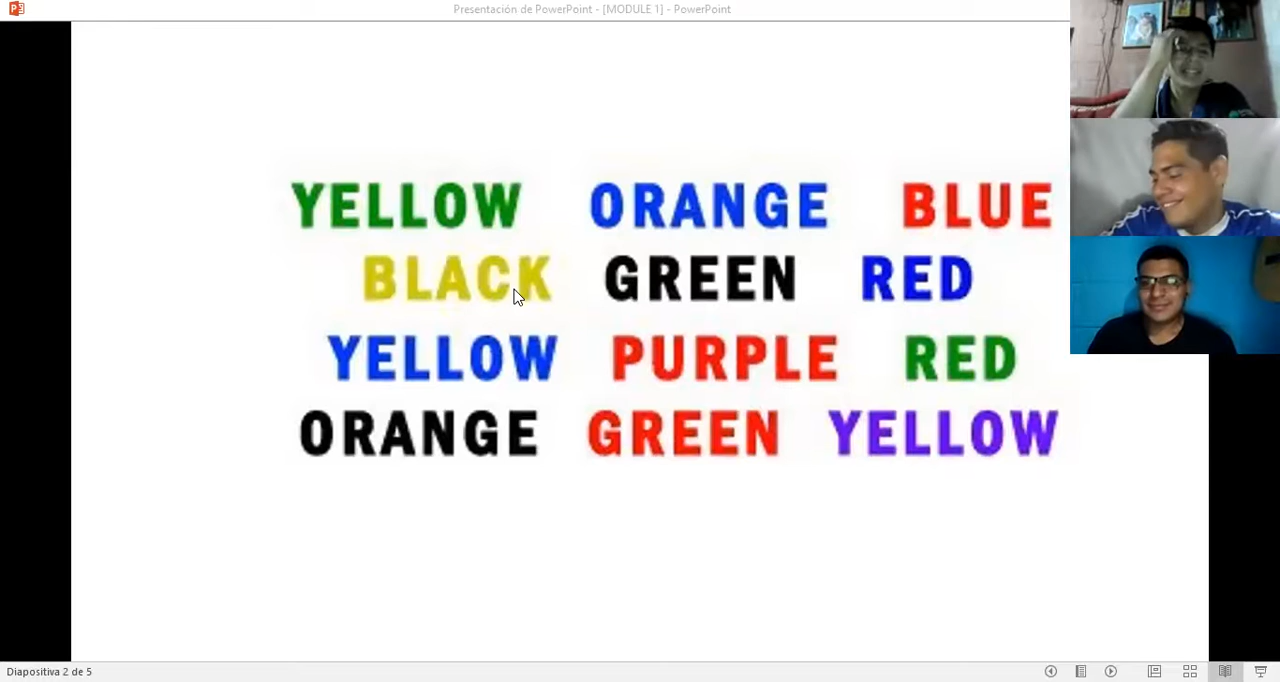 Presentación de PowerPoint - [MODULE 1] - PowerPoint
YELLOW ORANGE BLUE
BLACK GREEN RED
YELLOW PURPLE RED
ORANGE GREEN YELLOW
Diapositiva 2 de 5